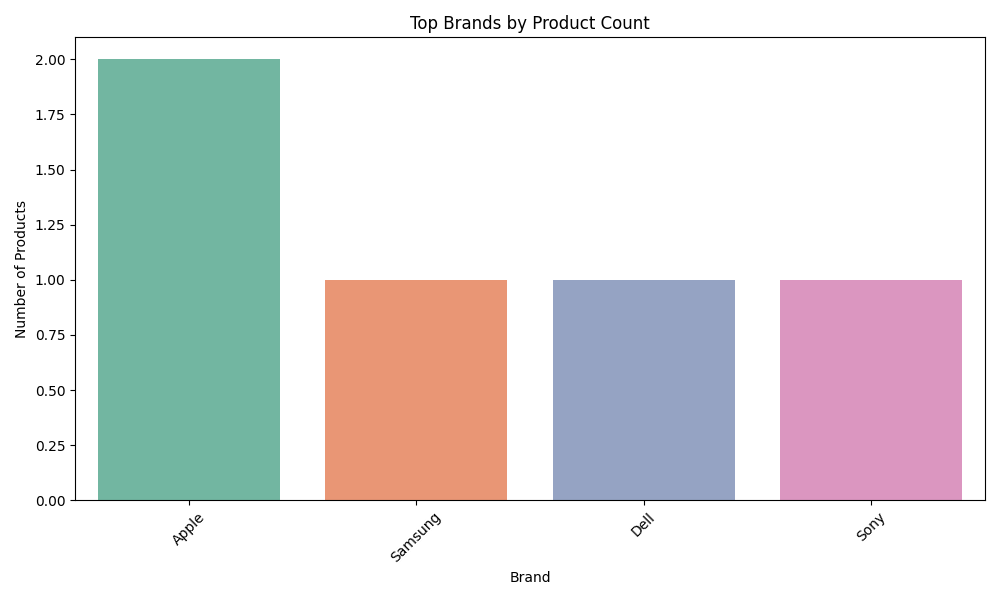 Top Brands by Product Count
Number of Products
2.00
1.75
1.50
1.25
1.00
0.75
0.50
0.25
0.00
Apple
Samsung
Dell
Sony
Brand